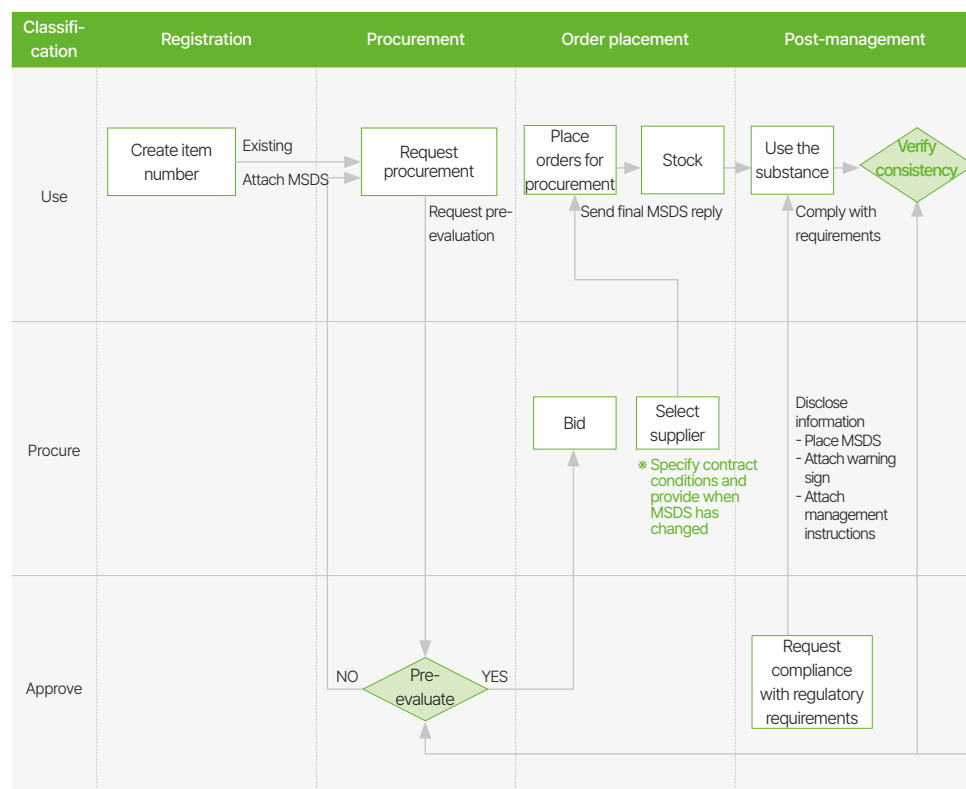 Classifi-
cation
Registration
Procurement
Order placement
Post-management
Use
Create item
number
Existing
Attach MSDS
Request
procurement
Request pre-
evaluation
Place
orders for
procurement
Stock
Send final MSDS reply
Use the
substance
Comply with
requirements
Verify
consistency
Procure
Bid
Select
supplier
※ Specify contract
conditions and
provide when
MSDS has
changed
Disclose
information
- Place MSDS
- Attach warning
sign
- Attach
management
instructions
Approve
NO
Pre-
evaluate
YES
Request
compliance
with regulatory
requirements